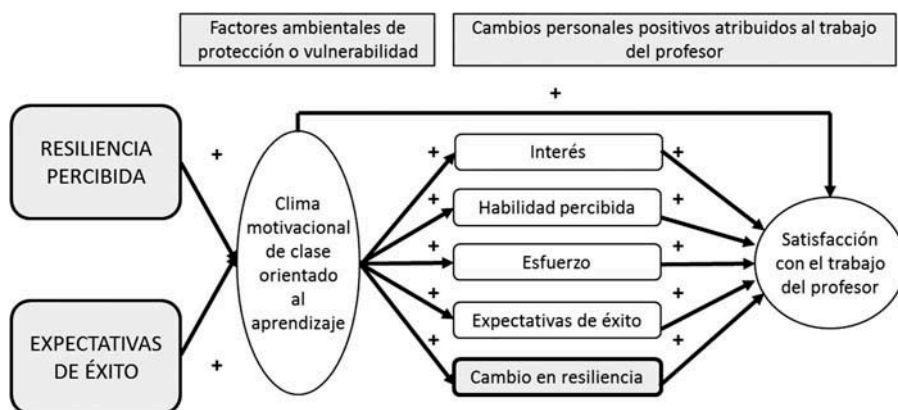 Factores ambientales de
protección o vulnerabilidad
Cambios personales positivos atribuidos al trabajo
del profesor
+
RESILIENCIA
PERCIBIDA
+
EXPECTATIVAS
DE ÉXITO
+
Clima
motivacional
de clase
orientado
al
aprendizaje
+
Interés
+
+
Habilidad percibida
+
+
Esfuerzo
+
+
Expectativas de éxito
+
+
Cambio en resiliencia
+
Satisfacción
con el trabajo
del profesor